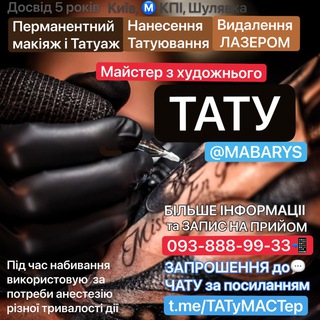 Досвід 5 років Київ, Ⓜ️КПІ, Шулявка
Перманентний макіяж і Татуаж
Нанесення Татуювання
Видалення ЛАЗЕРОМ
Майстер з художнього
ТАТУ
@MABARYS
БІЛЬШЕ ІНФОРМАЦІІ
та ЗАПИС НА ПРИЙОМ
093-888-99-33
ЗАПРОШЕННЯ до
ЧАТУ за посиланням
t.me/TATyMACTep
Під час набивання
використовую за
потреби анестезію
різної тривалості дії